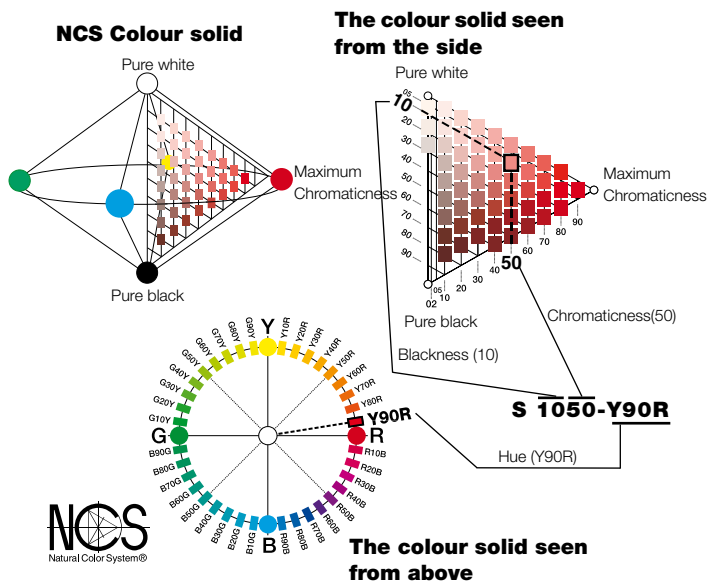 NCS Colour solid
Pure white
Maximum
Chromaticness
Pure black
The colour solid seen
from the side
Pure white
05
10
20
30
40
50
60
70
80
90
Maximum
Chromaticness
90
80
70
60
50
40
30
20
10
05
02
Pure black
Blackness (10)
Chromaticness(50)
S 1050-Y90R
Hue (Y90R)
Y
Y10R
Y20R
Y30R
Y40R
Y50R
Y60R
Y70R
Y80R
Y90R
R
R10B
R20B
R30B
R40B
R50B
R60B
R70B
R80B
R90B
B
B10G
B20G
B30G
B40G
B50G
B60G
B70G
B80G
B90G
G
G10Y
G20Y
G30Y
G40Y
G50Y
G60Y
G70Y
G80Y
G90Y
NCS
Natural Color System®
The colour solid seen
from above